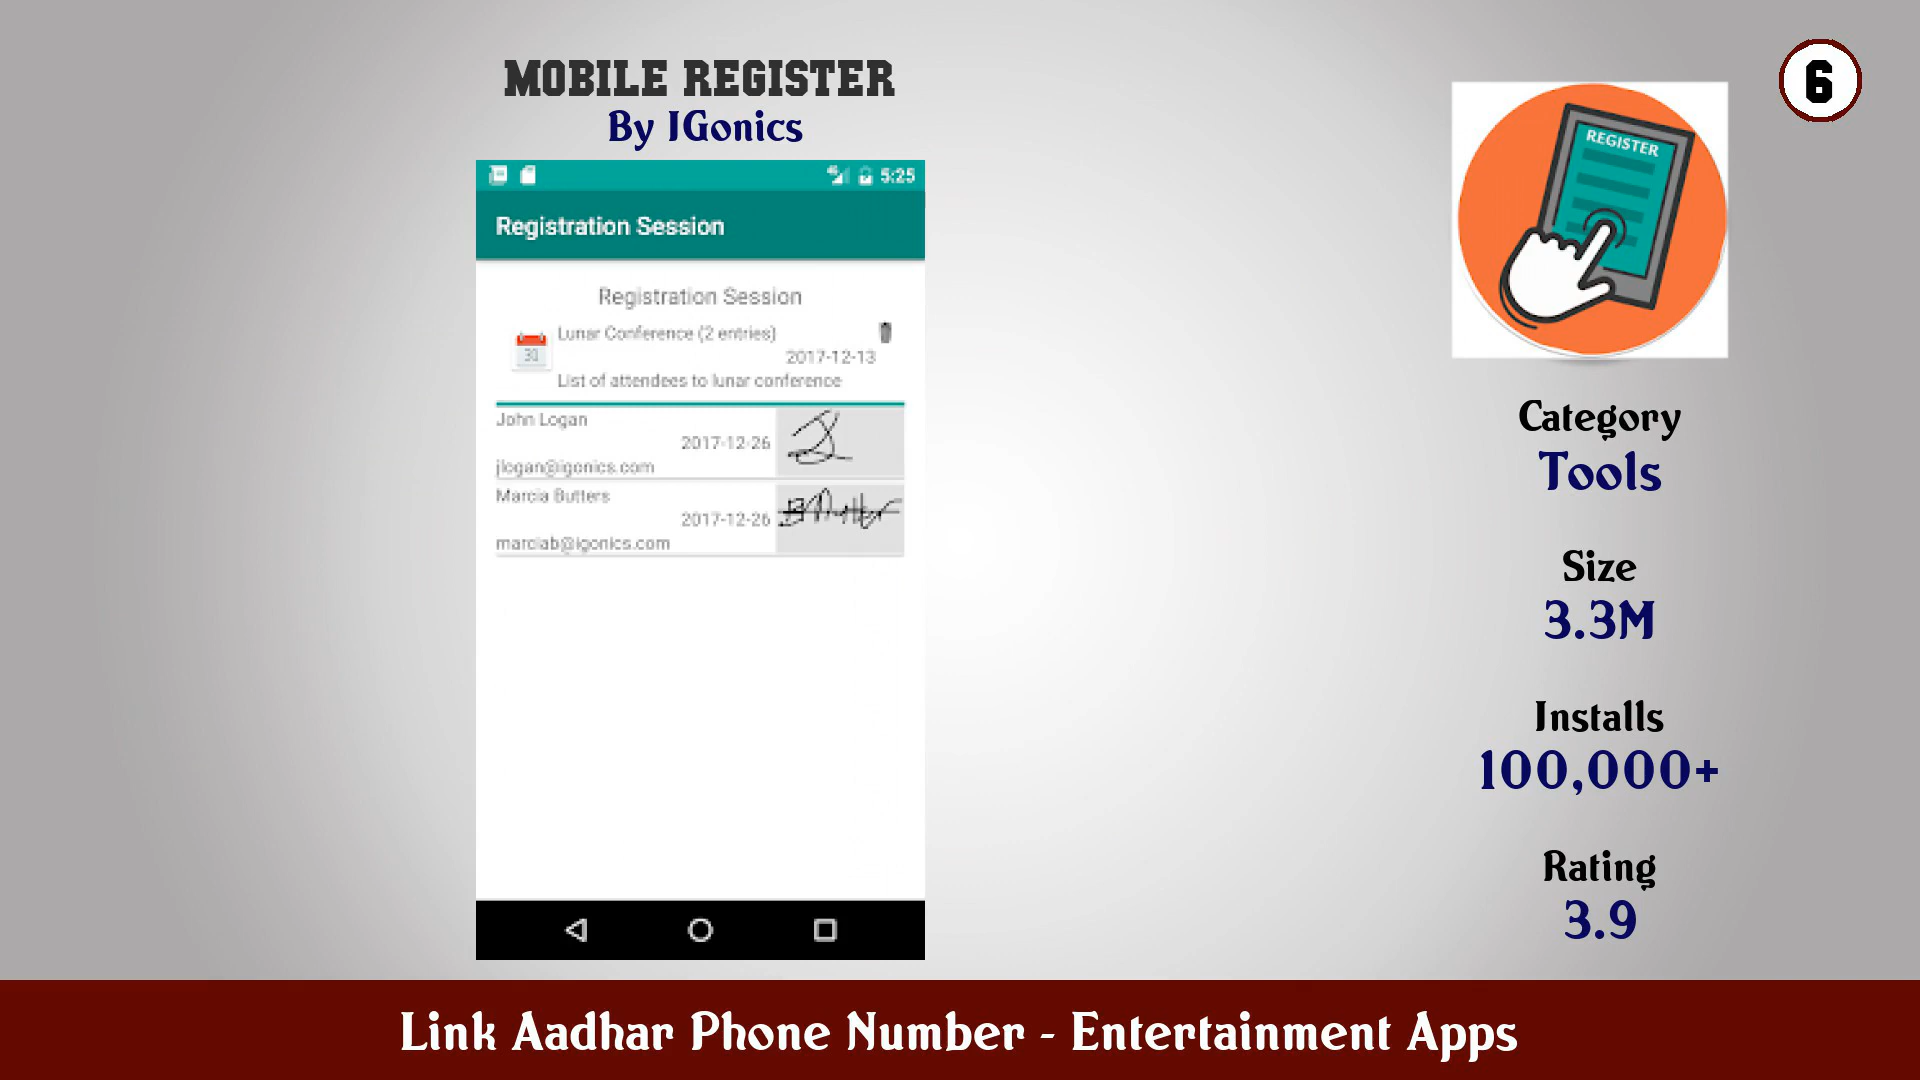 MOBILE REGISTER
By IGonics
6
5:25
Registration Session
Registration Session
Lunar Conference (2 entries)
2017-12-13
30
List of attendees to lunar conference
John Logan
2017-12-26
jlogan@igonics.com
Marcia Butters
2017-12-26
marciab@igonics.com
REGISTER
Category
Tools
Size
3.3M
Installs
100,000+
Rating
3.9
Link Aadhar Phone Number - Entertainment Apps